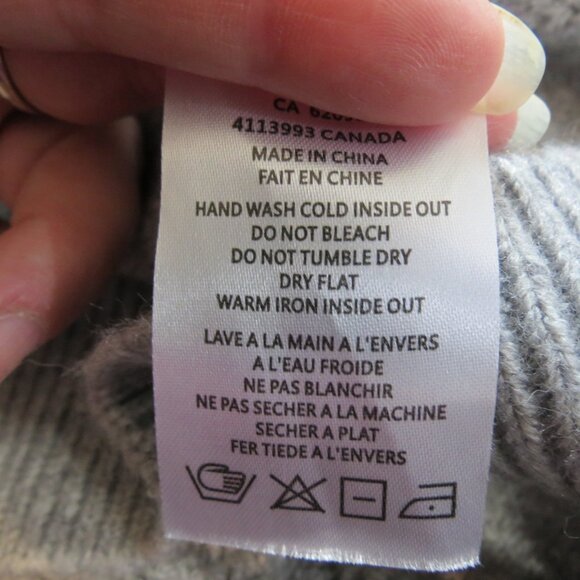 CA
4113993 CANADA
MADE IN CHINA
FAIT EN CHINE
HAND WASH COLD INSIDE OUT
DO NOT BLEACH
DO NOT TUMBLE DRY
DRY FLAT
WARM IRON INSIDE OUT
LAVE A LA MAIN A L'ENVERS
A L'EAU FROIDE
NE PAS BLANCHIR
NE PAS SECHER A LA MACHINE
SECHER A PLAT
FER TIEDE A L'ENVERS